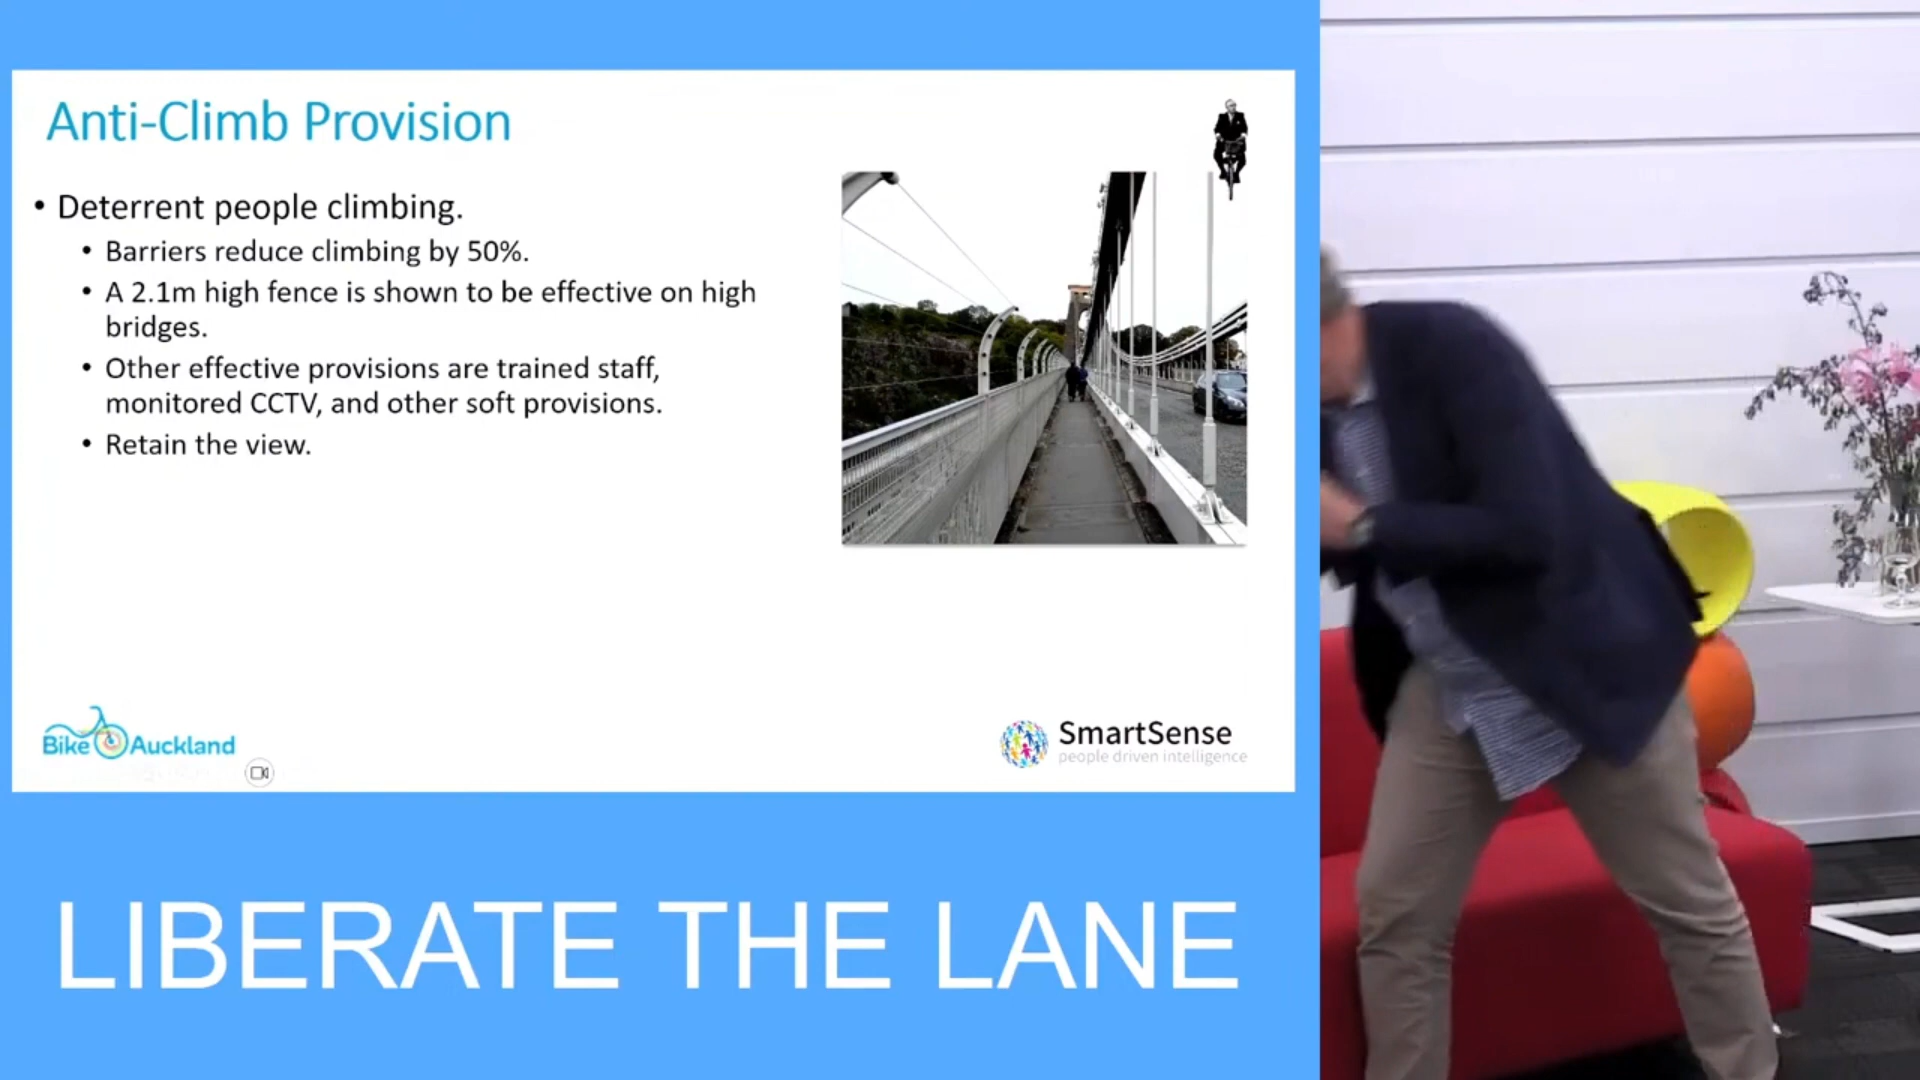 Anti-Climb Provision
• Deterrent people climbing.
• Barriers reduce climbing by 50%.
• A 2.1m high fence is shown to be effective on high
bridges.
• Other effective provisions are trained staff,
monitored CCTV, and other soft provisions.
• Retain the view.
Bike Auckland
SmartSense
people driven intelligence
LIBERATE THE LANE